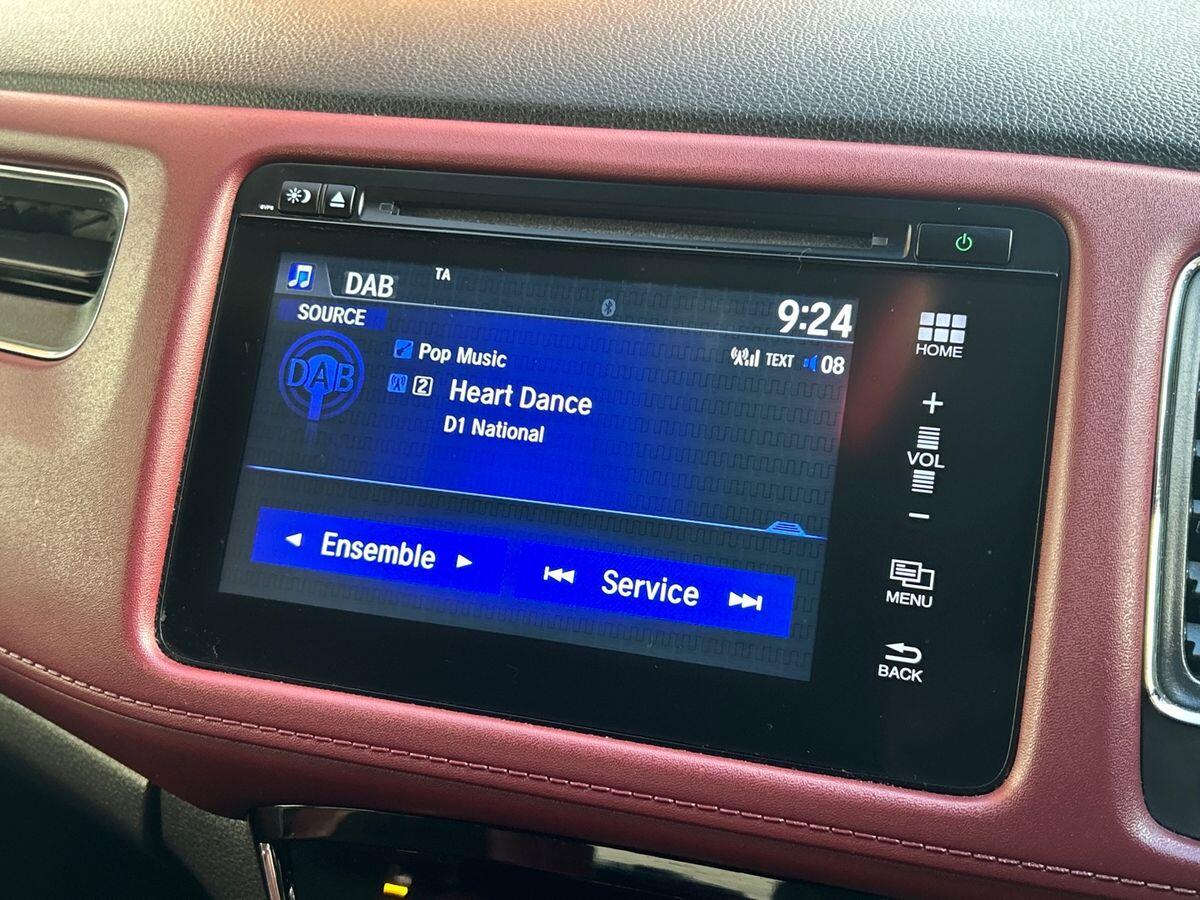 DAB TA
9:24
SOURCE
DAB
Pop Music
TEXT 08
2 Heart Dance
D1 National
Ensemble
Service
HOME
+
VOL
-
MENU
BACK